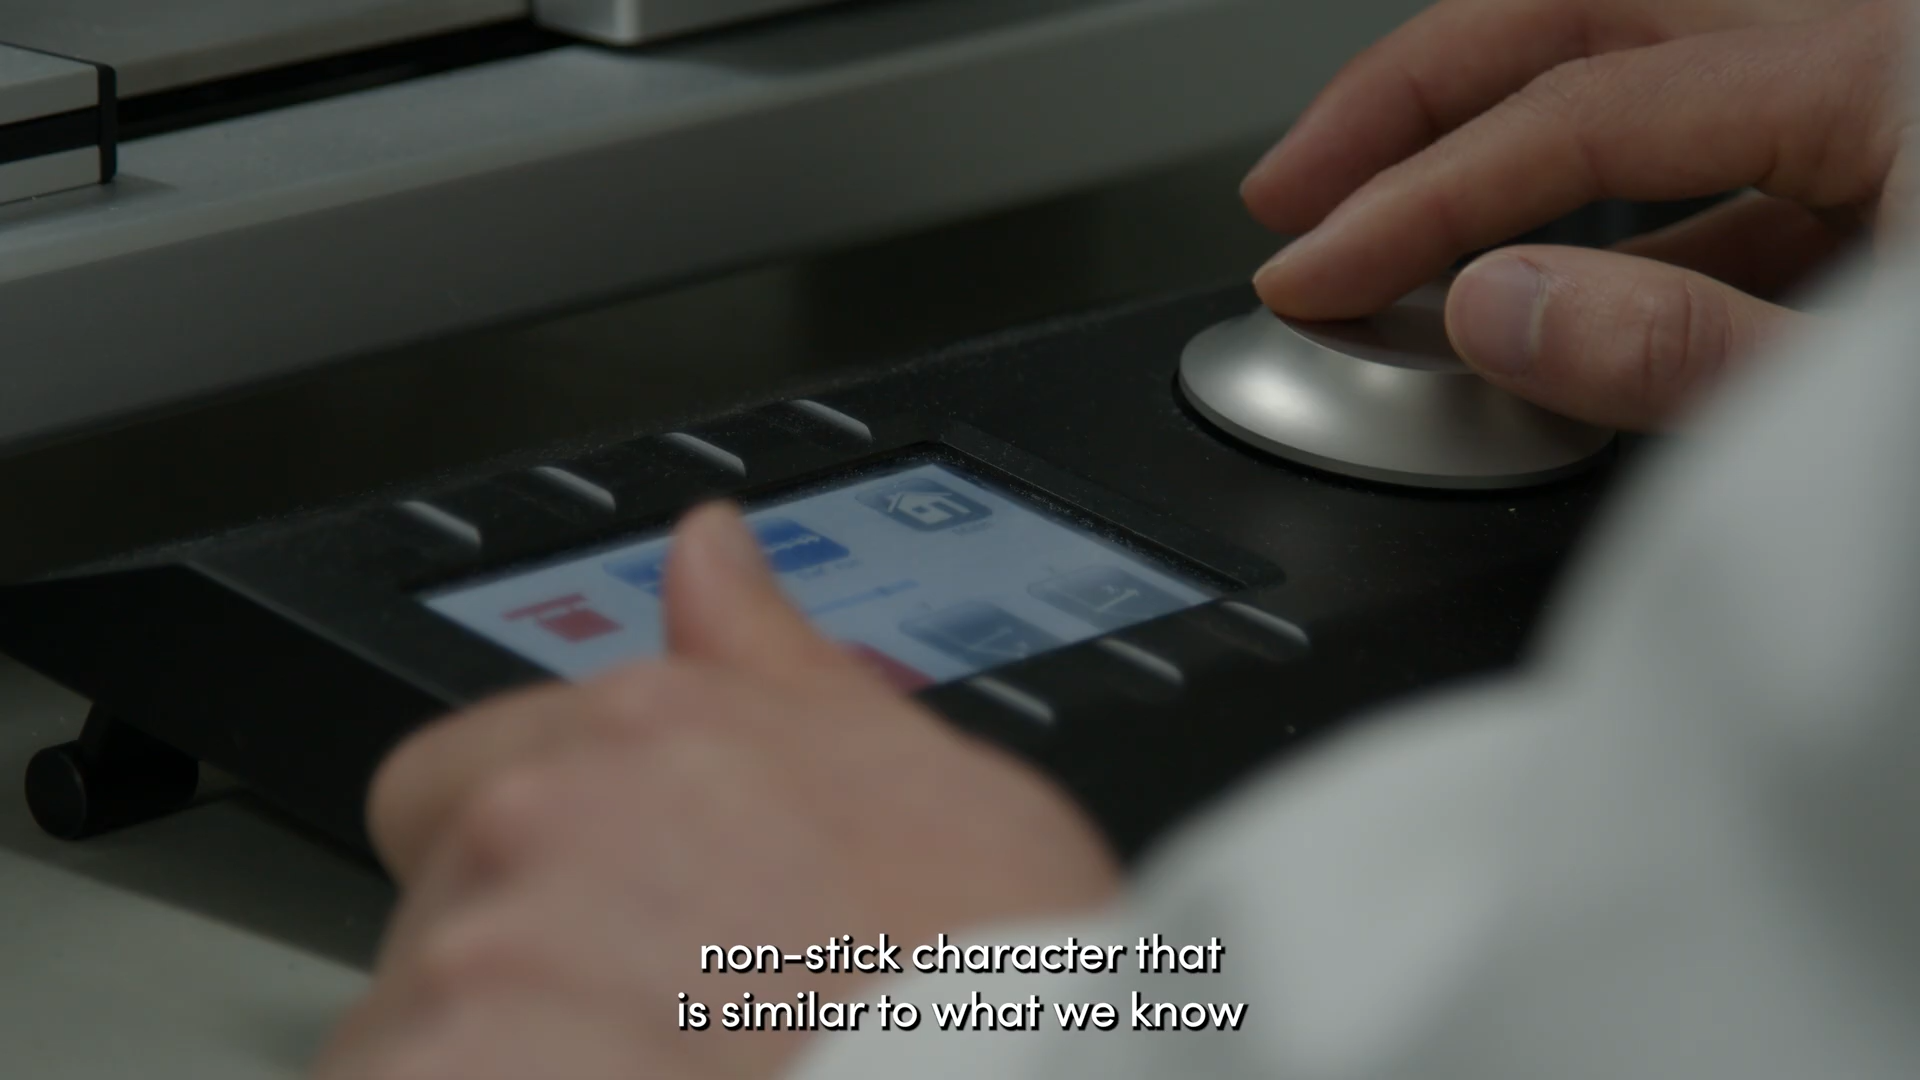 non-stick character that
is similar to what we know